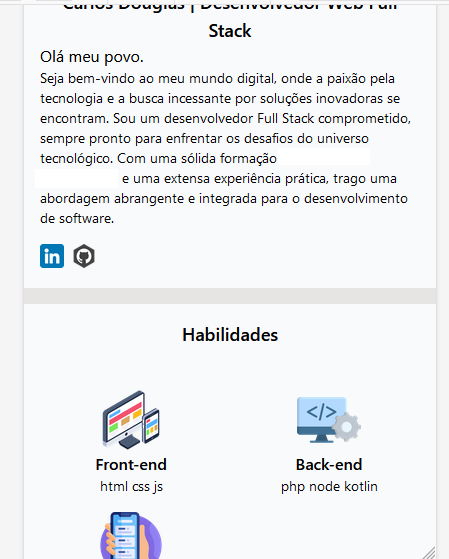 Carlos Douglas | Desenvolvedor Web Full
Stack
Olá meu povo.
Seja bem-vindo ao meu mundo digital, onde a paixão pela
tecnologia e a busca incessante por soluções inovadoras se
encontram. Sou um desenvolvedor Full Stack comprometido,
sempre pronto para enfrentar os desafios do universo
tecnológico. Com uma sólida formação
e uma extensa experiência prática, trago uma
abordagem abrangente e integrada para o desenvolvimento
de software.
in
Habilidades
</>
Front-end
Back-end
html css js
php node kotlin